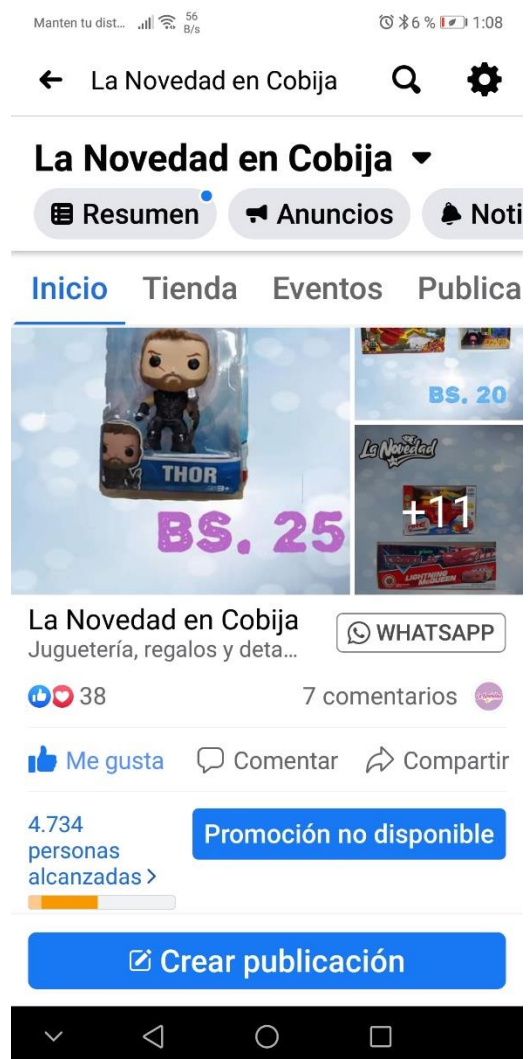 Manten tu dist... 56 B/s 6 % 1:08
La Novedad en Cobija
La Novedad en Cobija
Resumen Anuncios Noti
Inicio Tienda Eventos Publica
THOR
BS. 25
BS. 20
La Novedad
+11
LIGHTNING
McQUEEN
La Novedad en Cobija
Juguetería, regalos y deta...
WHATSAPP
38 7 comentarios
Me gusta Comentar Compartir
4.734
personas
alcanzadas
Promoción no disponible
Crear publicación